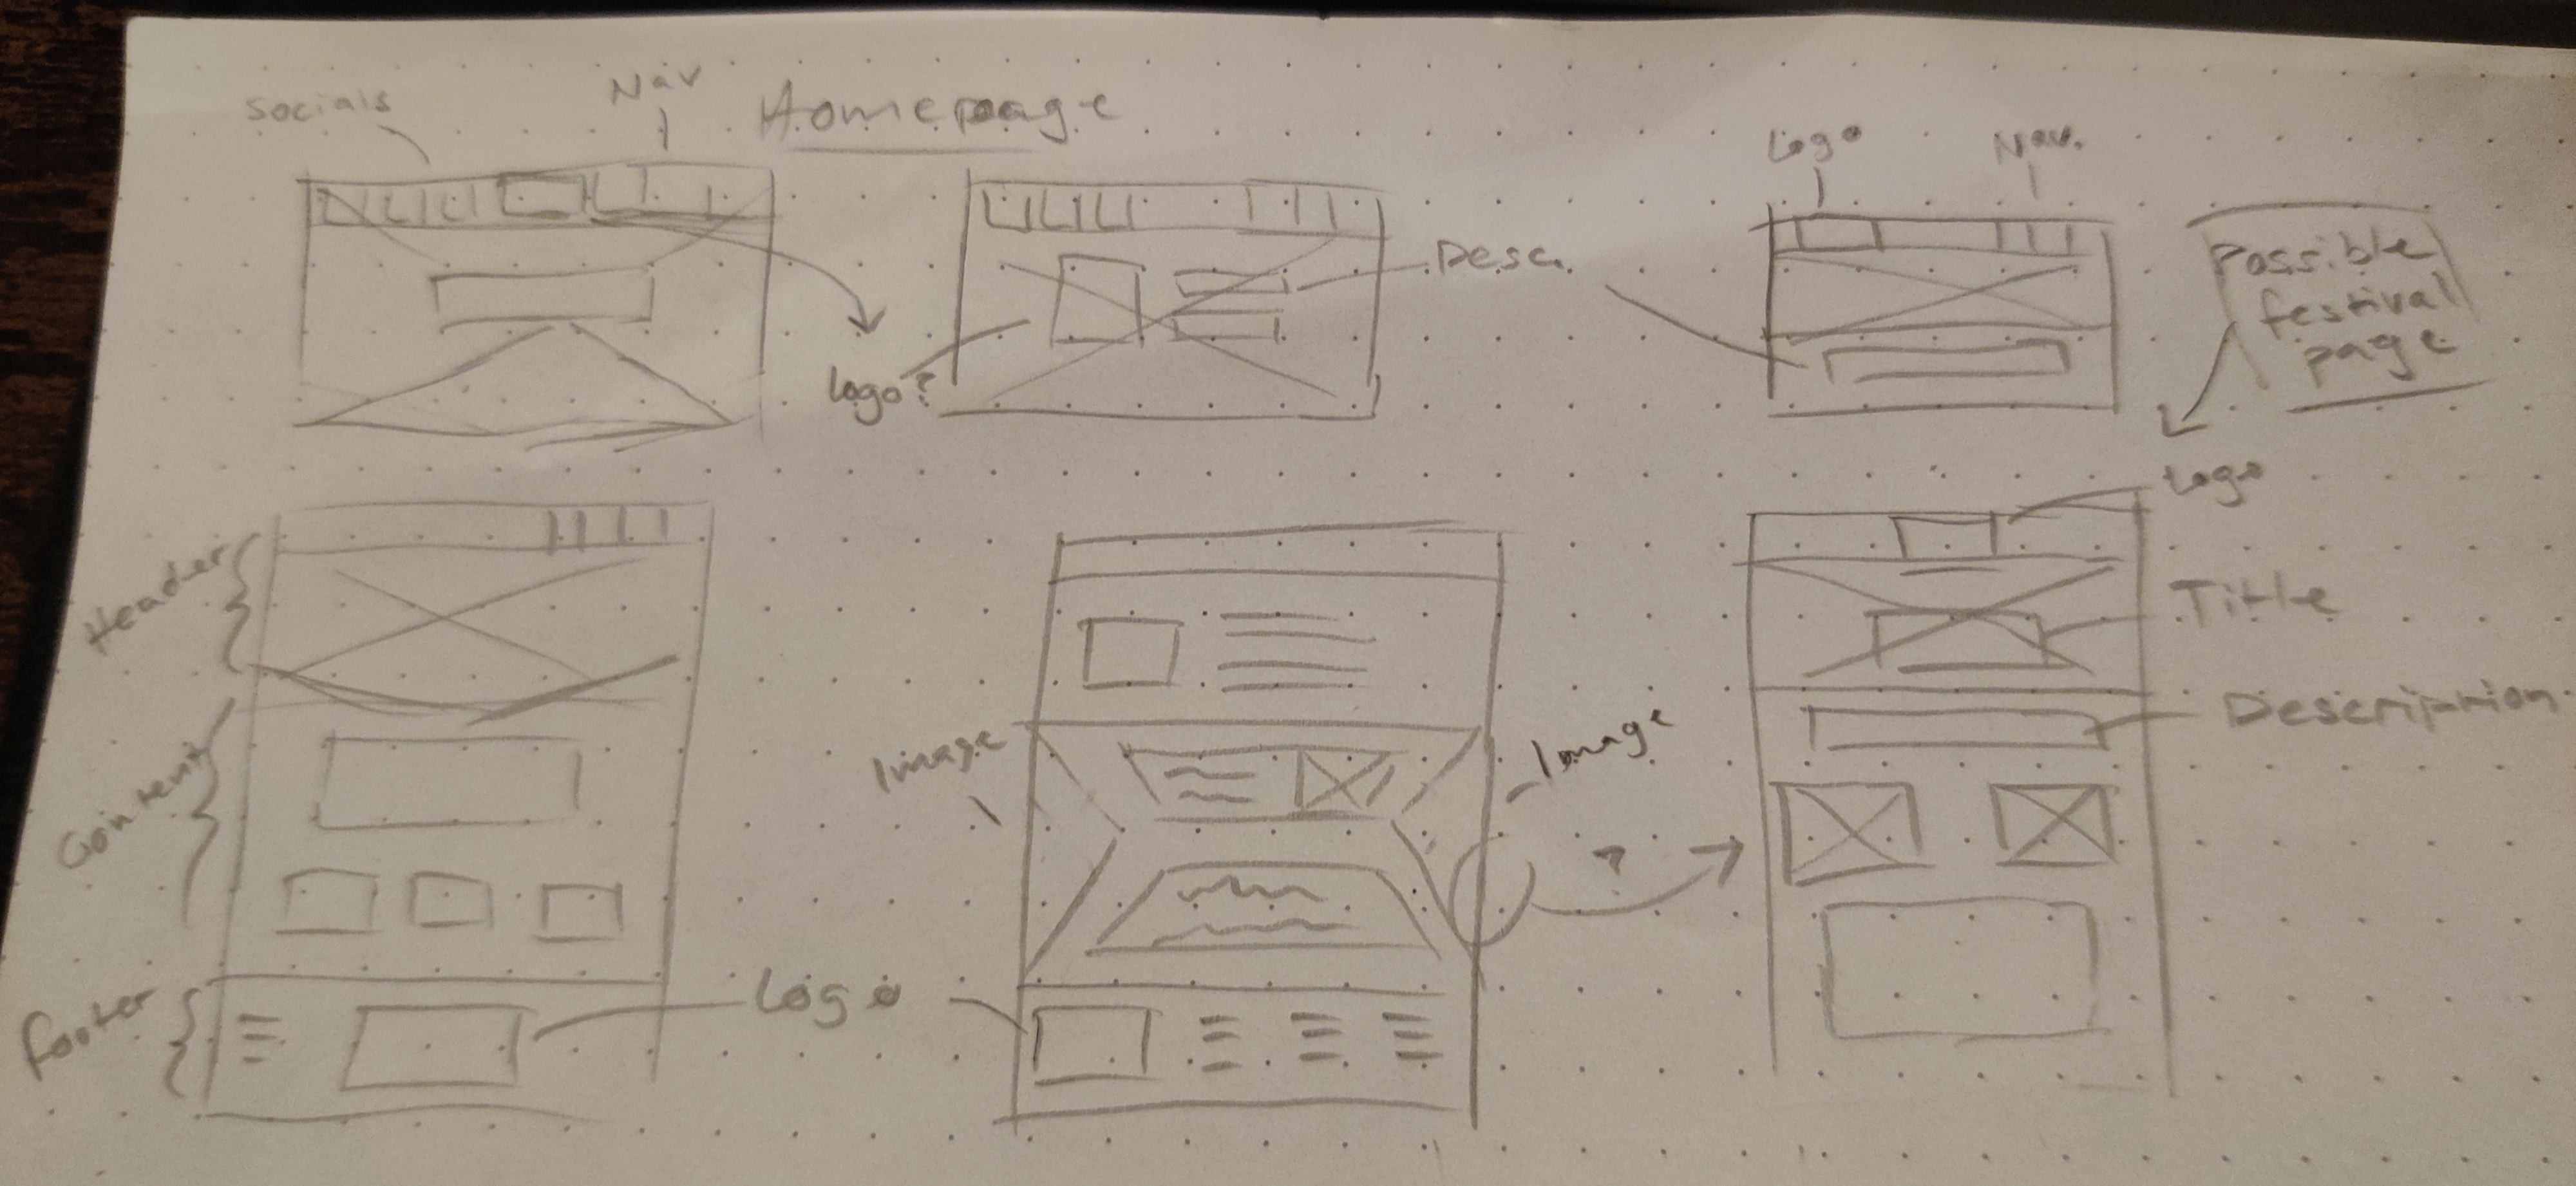 Socials
Nav
Homepage
Logo
Nav.
Desc.
Possible
festival
page
Logo?
Logo
Header
Title
Description
Image
Image
Content
?
Logo
Footer